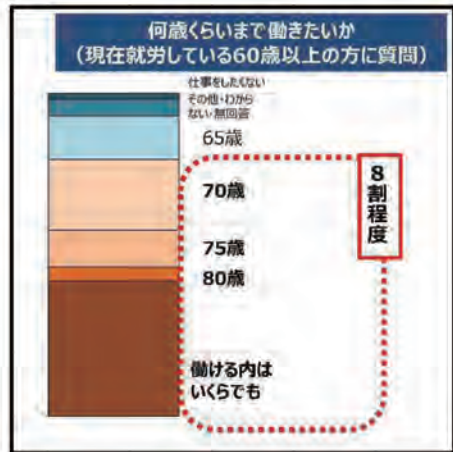 何歳くらいまで働きたいか
(現在就労している60歳以上の方に質問)
仕事をしたくない
その他・わから
ない・無回答
65歳
70歳
75歳
80歳
働ける内は
いくらでも
8割程度